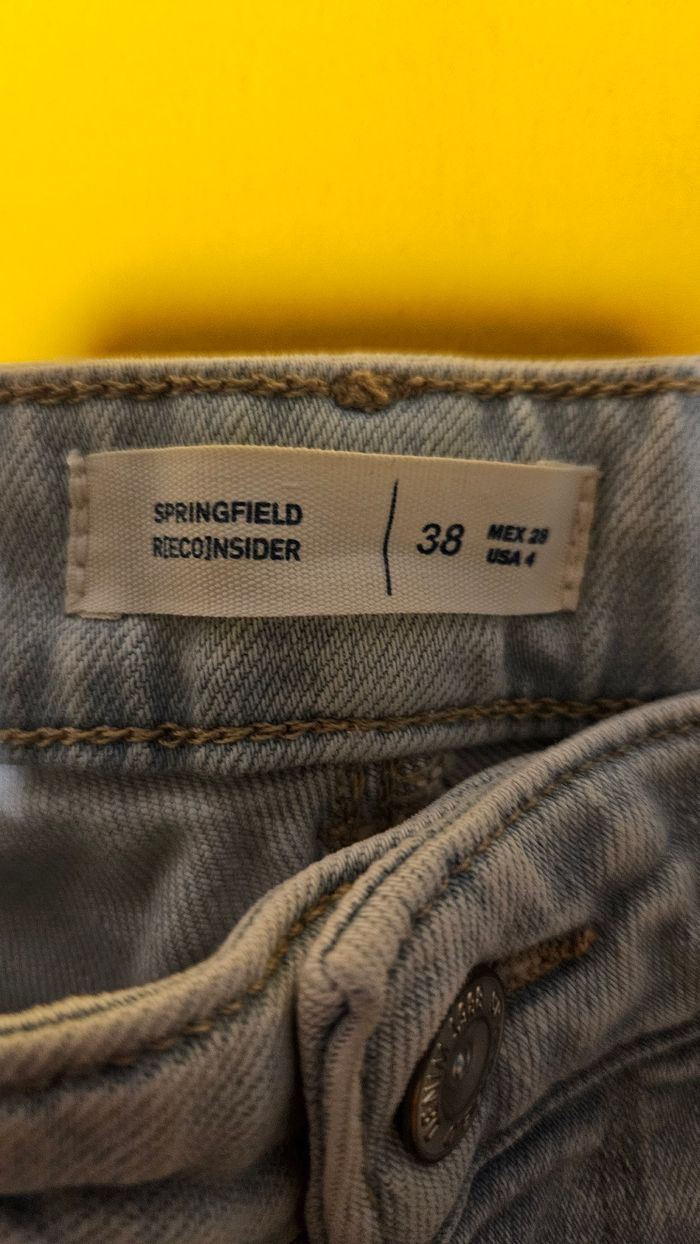 SPRINGFIELD
R[ECO]NSIDER
38
MEX 28
USA 4